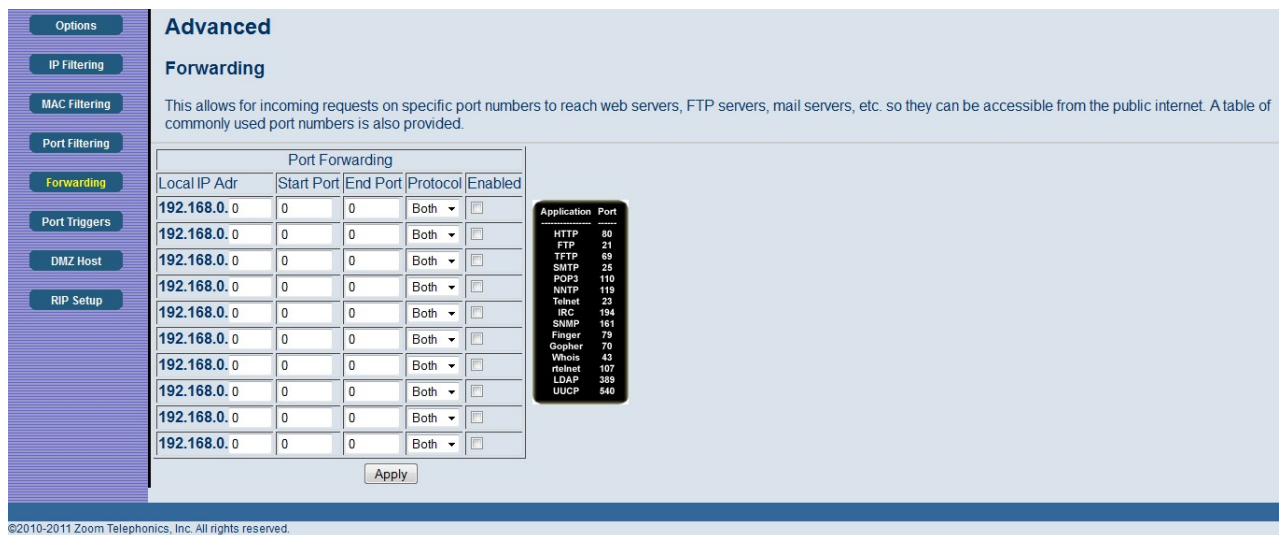 Options
IP Filtering
MAC Filtering
Port Filtering
Forwarding
Port Triggers
DMZ Host
RIP Setup
Advanced
Forwarding
This allows for incoming requests on specific port numbers to reach web servers, FTP servers, mail servers, etc. so they can be accessible from the public internet. A table of
commonly used port numbers is also provided.
Port Forwarding
Local IP Adr Start Port End Port Protocol Enabled
192.168.0. 0 0 0 Both
192.168.0. 0 0 0 Both
192.168.0. 0 0 0 Both
192.168.0. 0 0 0 Both
192.168.0. 0 0 0 Both
192.168.0. 0 0 0 Both
192.168.0. 0 0 0 Both
192.168.0. 0 0 0 Both
192.168.0. 0 0 0 Both
192.168.0. 0 0 0 Both
Apply
Application Port
---------------- ------
HTTP 80
FTP 21
TFTP 69
SMTP 25
POP3 110
NNTP 119
Telnet 23
IRC 194
SNMP 161
Finger 79
Gopher 70
Whois 43
rtelnet 107
LDAP 389
UUCP 540
©2010-2011 Zoom Telephonics, Inc. All rights reserved.